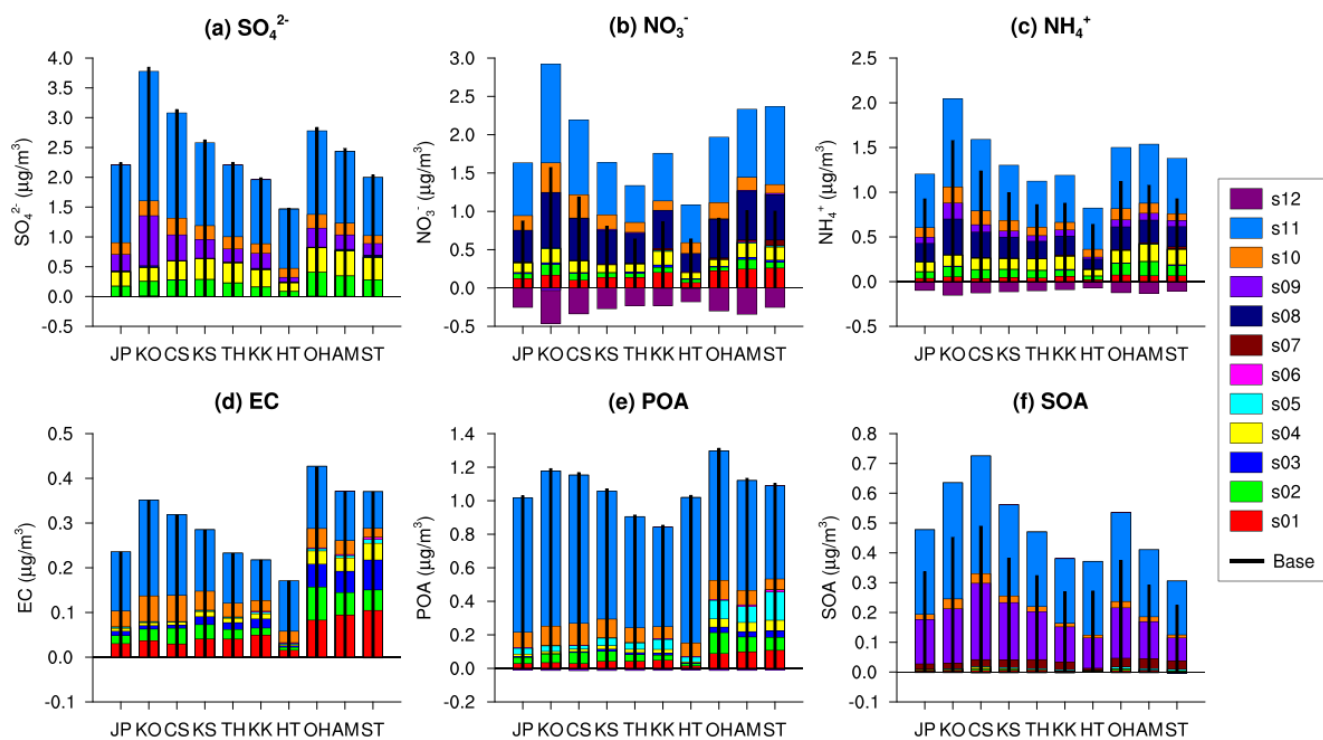 (a) SO₄²⁻
(b) NO₃⁻
(c) NH₄⁺
SO₄²⁻ (μg/m³)
4.0
3.5
3.0
2.5
2.0
1.5
1.0
0.5
0.0
-0.5
JP KO CS KS TH KK HT OH AM ST
NO₃⁻ (μg/m³)
3.0
2.5
2.0
1.5
1.0
0.5
0.0
-0.5
JP KO CS KS TH KK HT OH AM ST
NH₄⁺ (μg/m³)
2.5
2.0
1.5
1.0
0.5
0.0
-0.5
JP KO CS KS TH KK HT OH AM ST
(d) EC
(e) POA
(f) SOA
EC (μg/m³)
0.5
0.4
0.3
0.2
0.1
0.0
-0.1
JP KO CS KS TH KK HT OH AM ST
POA (μg/m³)
1.4
1.2
1.0
0.8
0.6
0.4
0.2
0.0
-0.2
JP KO CS KS TH KK HT OH AM ST
SOA (μg/m³)
0.8
0.7
0.6
0.5
0.4
0.3
0.2
0.1
0.0
-0.1
JP KO CS KS TH KK HT OH AM ST
s12
s11
s10
s09
s08
s07
s06
s05
s04
s03
s02
s01
Base